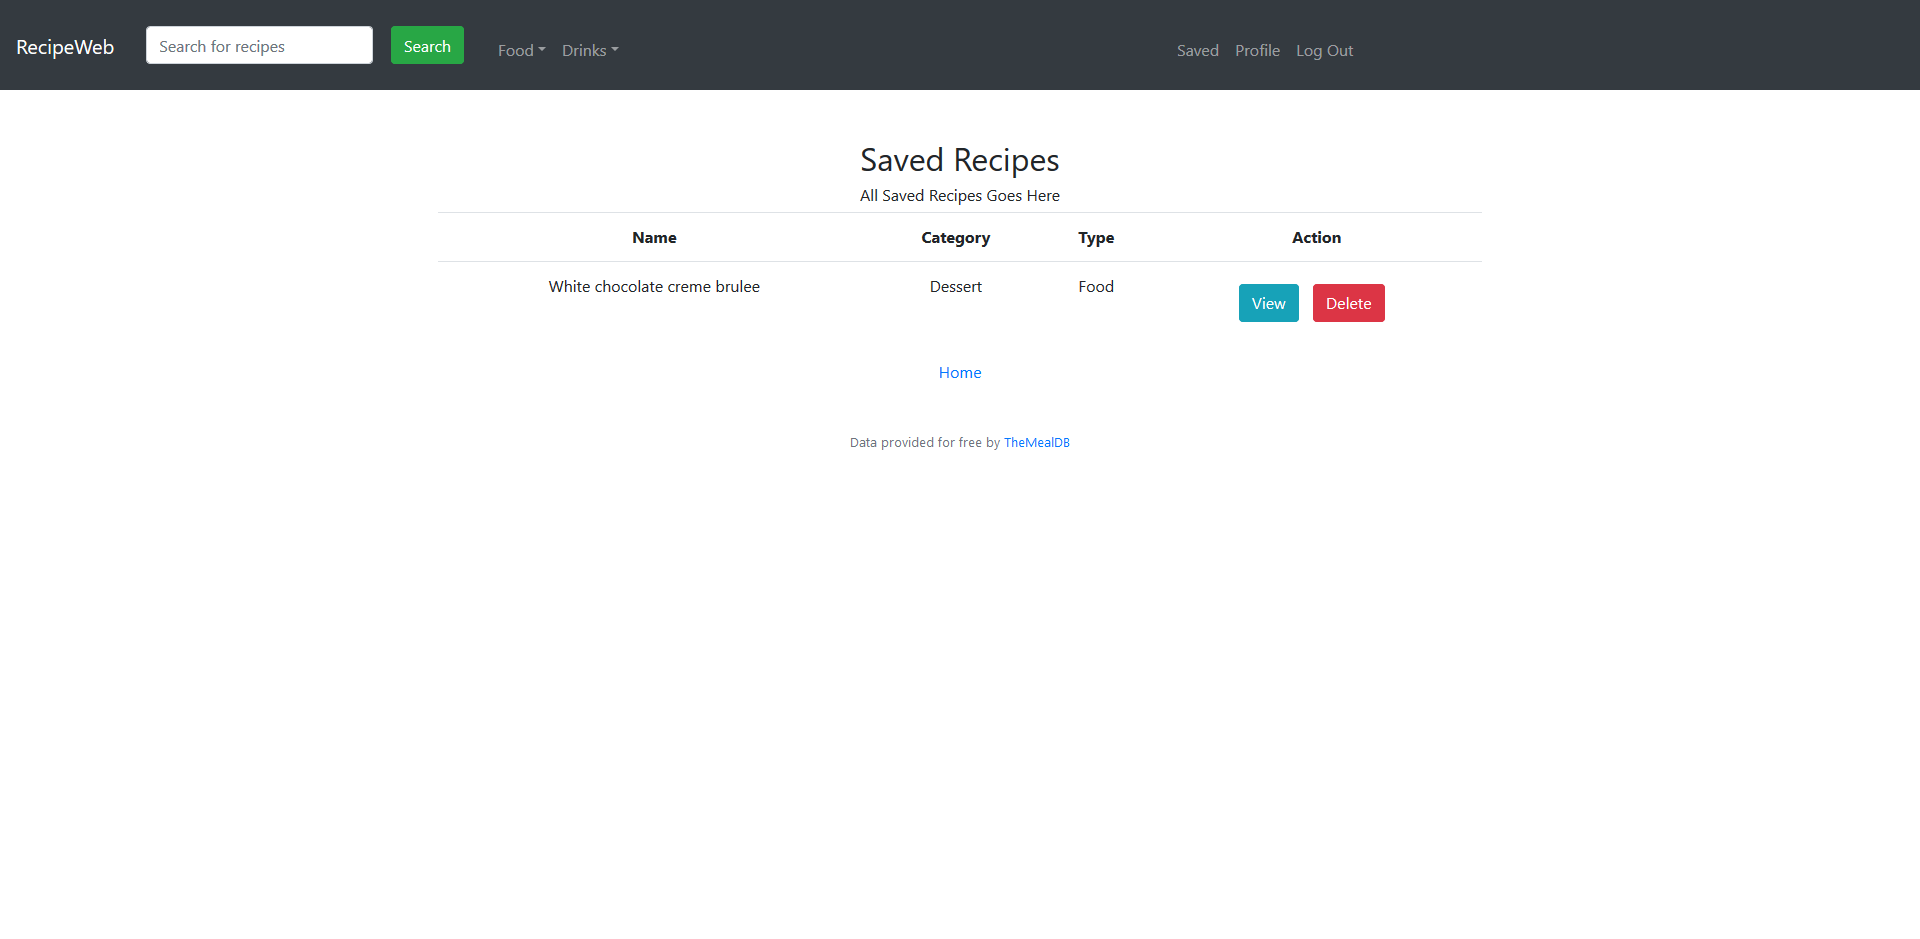 RecipeWeb Search for recipes Search Food Drinks Saved Profile Log Out
Saved Recipes
All Saved Recipes Goes Here
Name Category Type Action
White chocolate creme brulee Dessert Food View Delete
Home
Data provided for free by TheMealDB